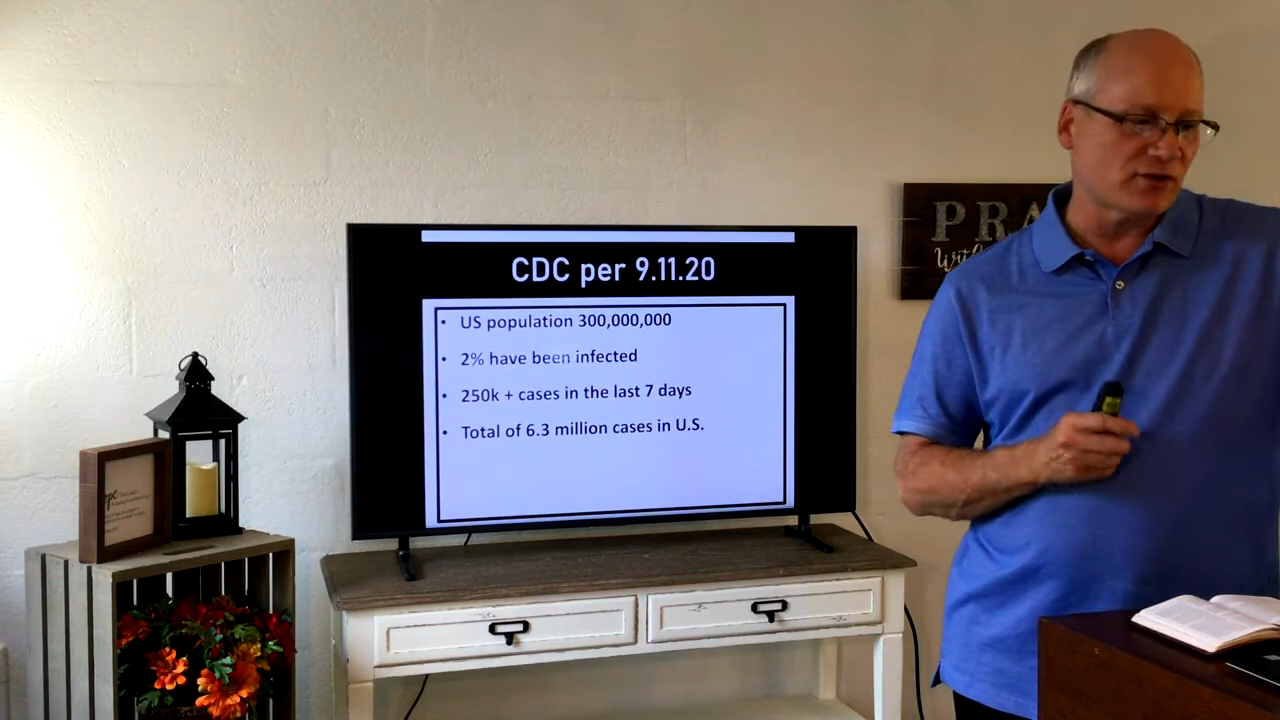 CDC per 9.11.20
• US population 300,000,000
• 2% have been infected
• 250k + cases in the last 7 days
• Total of 6.3 million cases in U.S.